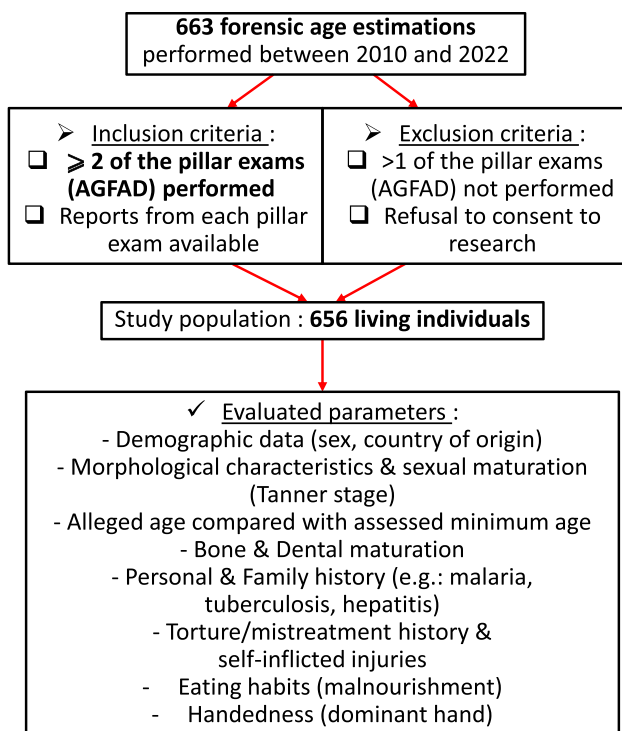 663 forensic age estimations
performed between 2010 and 2022
➢ Inclusion criteria :
❑ ⩾ 2 of the pillar exams
(AGFAD) performed
❑ Reports from each pillar
exam available
➢ Exclusion criteria :
❑ >1 of the pillar exams
(AGFAD) not performed
❑ Refusal to consent to
research
Study population : 656 living individuals
✓ Evaluated parameters :
- Demographic data (sex, country of origin)
- Morphological characteristics & sexual maturation
(Tanner stage)
- Alleged age compared with assessed minimum age
- Bone & Dental maturation
- Personal & Family history (e.g.: malaria,
tuberculosis, hepatitis)
- Torture/mistreatment history &
self-inflicted injuries
- Eating habits (malnourishment)
- Handedness (dominant hand)